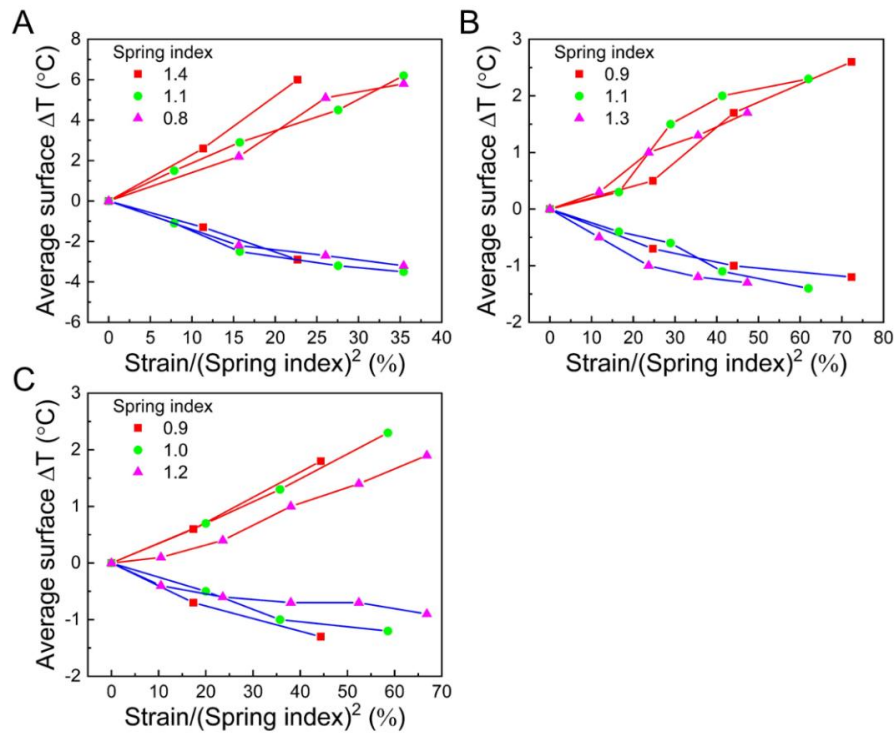 A
Spring index
1.4
1.1
0.8
8
6
4
2
0
-2
-4
-6
Average surface ΔT (°C)
0 5 10 15 20 25 30 35 40
Strain/(Spring index)² (%)
B
Spring index
0.9
1.1
1.3
3
2
1
0
-1
-2
Average surface ΔT (°C)
0 10 20 30 40 50 60 70 80
Strain/(Spring index)² (%)
C
Spring index
0.9
1.0
1.2
3
2
1
0
-1
-2
Average surface ΔT (°C)
0 10 20 30 40 50 60 70
Strain/(Spring index)² (%)